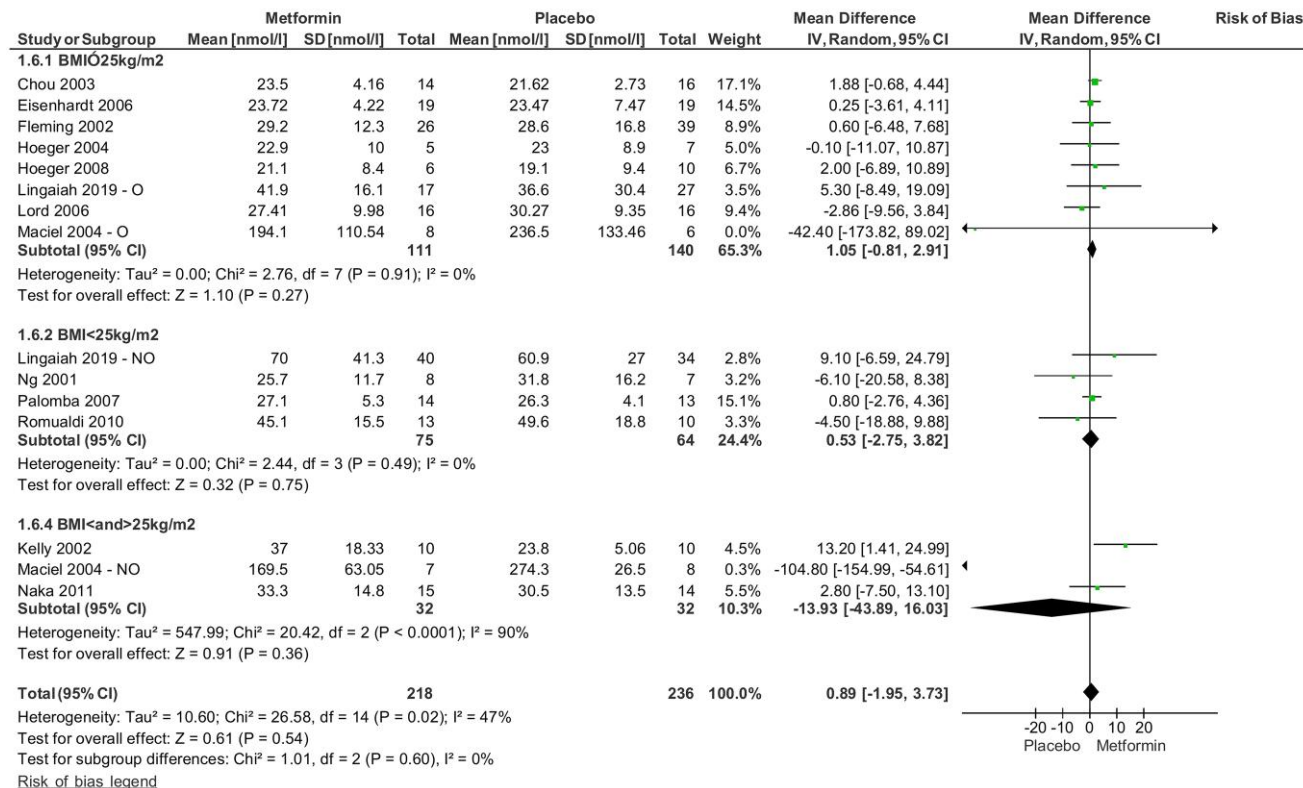 Metformin Placebo Mean Difference Mean Difference Risk of Bias
Study or Subgroup Mean [nmol/l] SD [nmol/l] Total Mean [nmol/l] SD [nmol/l] Total Weight IV, Random, 95% CI IV, Random, 95% CI
1.6.1 BMIÓ25kg/m2
Chou 2003 23.5 4.16 14 21.62 2.73 16 17.1% 1.88 [-0.68, 4.44]
Eisenhardt 2006 23.72 4.22 19 23.47 7.47 19 14.5% 0.25 [-3.61, 4.11]
Fleming 2002 29.2 12.3 26 28.6 16.8 39 8.9% 0.60 [-6.48, 7.68]
Hoeger 2004 22.9 10 5 23 8.9 7 5.0% -0.10 [-11.07, 10.87]
Hoeger 2008 21.1 8.4 6 19.1 9.4 10 6.7% 2.00 [-6.89, 10.89]
Lingaiah 2019 - O 41.9 16.1 17 36.6 30.4 27 3.5% 5.30 [-8.49, 19.09]
Lord 2006 27.41 9.98 16 30.27 9.35 16 9.4% -2.86 [-9.56, 3.84]
Maciel 2004 - O 194.1 110.54 8 236.5 133.46 6 0.0% -42.40 [-173.82, 89.02]
Subtotal (95% CI) 111 140 65.3% 1.05 [-0.81, 2.91]
Heterogeneity: Tau² = 0.00; Chi² = 2.76, df = 7 (P = 0.91); I² = 0%
Test for overall effect: Z = 1.10 (P = 0.27)
1.6.2 BMI<25kg/m2
Lingaiah 2019 - NO 70 41.3 40 60.9 27 34 2.8% 9.10 [-6.59, 24.79]
Ng 2001 25.7 11.7 8 31.8 16.2 7 3.2% -6.10 [-20.58, 8.38]
Palomba 2007 27.1 5.3 14 26.3 4.1 13 15.1% 0.80 [-2.76, 4.36]
Romualdi 2010 45.1 15.5 13 49.6 18.8 10 3.3% -4.50 [-18.88, 9.88]
Subtotal (95% CI) 75 64 24.4% 0.53 [-2.75, 3.82]
Heterogeneity: Tau² = 0.00; Chi² = 2.44, df = 3 (P = 0.49); I² = 0%
Test for overall effect: Z = 0.32 (P = 0.75)
1.6.4 BMI<and>25kg/m2
Kelly 2002 37 18.33 10 23.8 5.06 10 4.5% 13.20 [1.41, 24.99]
Maciel 2004 - NO 169.5 63.05 7 274.3 26.5 8 0.3% -104.80 [-154.99, -54.61]
Naka 2011 33.3 14.8 15 30.5 13.5 14 5.5% 2.80 [-7.50, 13.10]
Subtotal (95% CI) 32 32 10.3% -13.93 [-43.89, 16.03]
Heterogeneity: Tau² = 547.99; Chi² = 20.42, df = 2 (P < 0.0001); I² = 90%
Test for overall effect: Z = 0.91 (P = 0.36)
Total (95% CI) 218 236 100.0% 0.89 [-1.95, 3.73]
Heterogeneity: Tau² = 10.60; Chi² = 26.58, df = 14 (P = 0.02); I² = 47%
Test for overall effect: Z = 0.61 (P = 0.54)
Test for subgroup differences: Chi² = 1.01, df = 2 (P = 0.60), I² = 0%
-20 -10 0 10 20
Placebo Metformin
Risk of bias legend